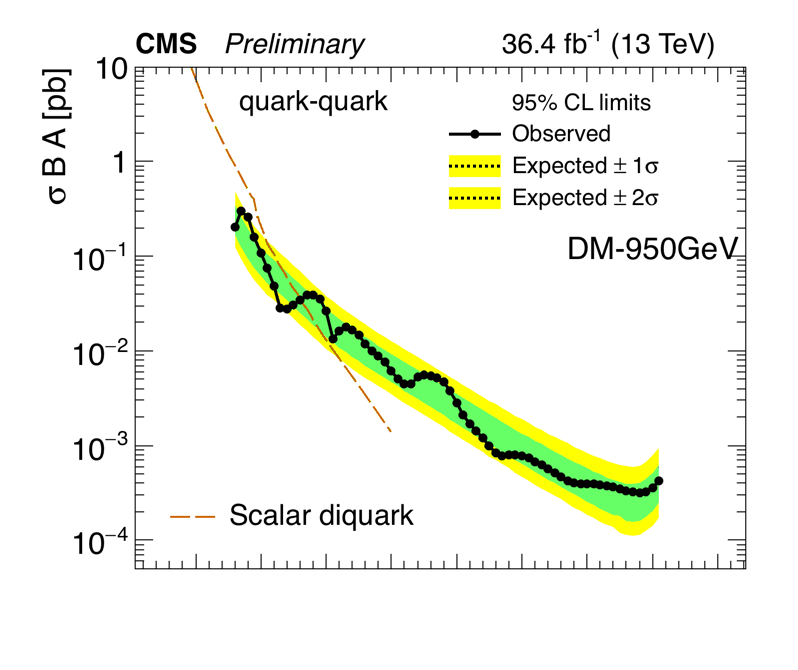 CMS Preliminary 36.4 fb⁻¹ (13 TeV)
σ B A [pb]
10
1
10⁻¹
10⁻²
10⁻³
10⁻⁴
quark-quark
95% CL limits
Observed
Expected ± 1σ
Expected ± 2σ
DM-950GeV
Scalar diquark